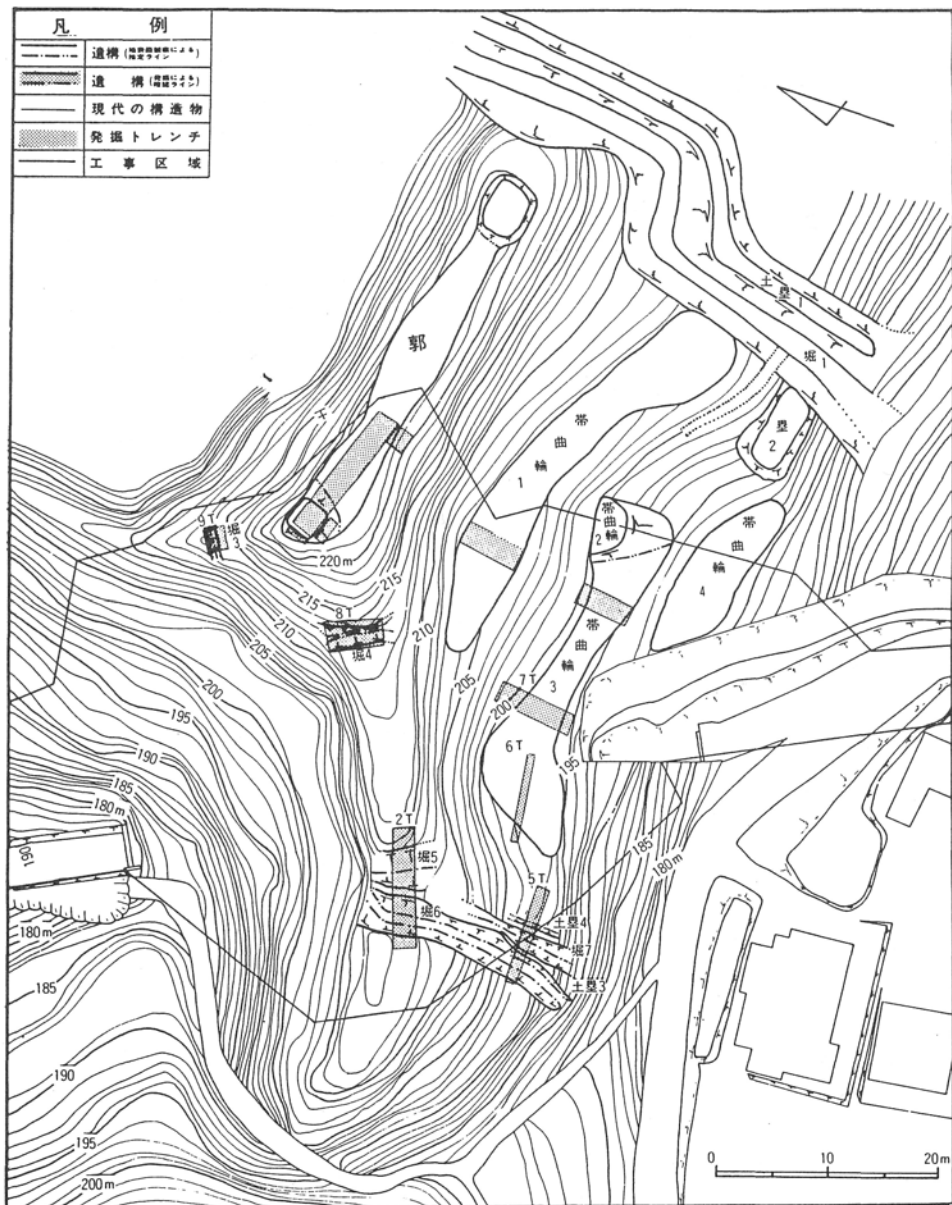 凡 例
遺構
遺構
現代の構造物
発掘トレンチ
工事区域
土塁1
堀1
郭
塁2
帯曲輪1
帯曲輪2
帯曲輪4
帯曲輪3
9T
堀3
220m
215
215
8T
堀4
210
210
205
205
200
200
195
195
190
185
180m
190
180m
7T
6T
2T
堀5
堀6
5T
土塁4
堀7
土塁3
185
180m
185
190
195
200m
0 10 20m